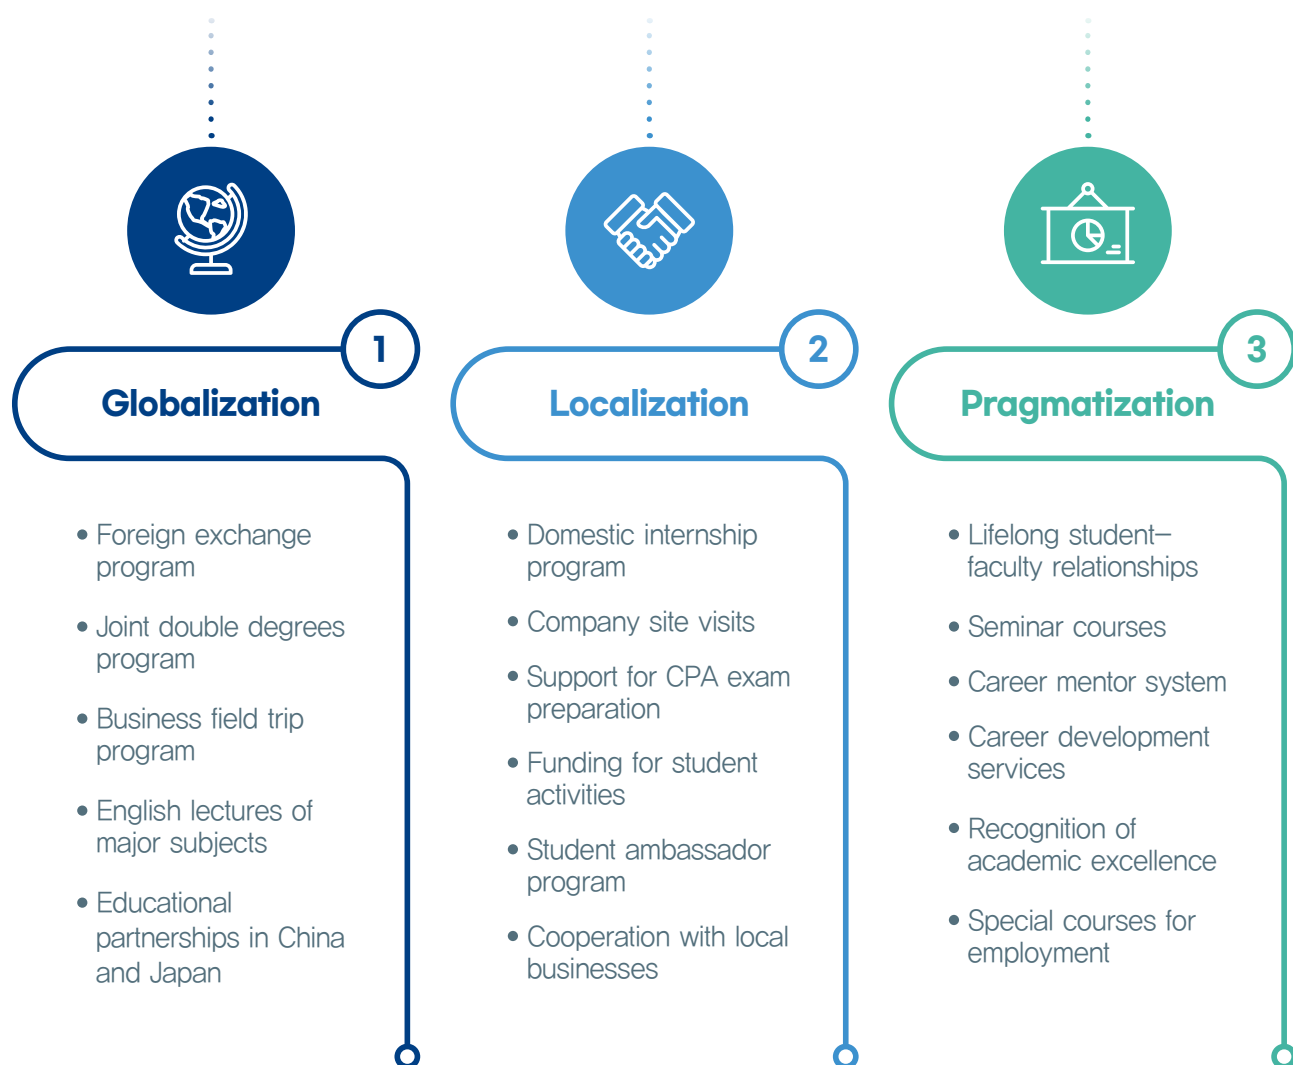 1
Globalization
• Foreign exchange
program
• Joint double degrees
program
• Business field trip
program
• English lectures of
major subjects
• Educational
partnerships in China
and Japan
2
Localization
• Domestic internship
program
• Company site visits
• Support for CPA exam
preparation
• Funding for student
activities
• Student ambassador
program
• Cooperation with local
businesses
3
Pragmatization
• Lifelong student–
faculty relationships
• Seminar courses
• Career mentor system
• Career development
services
• Recognition of
academic excellence
• Special courses for
employment